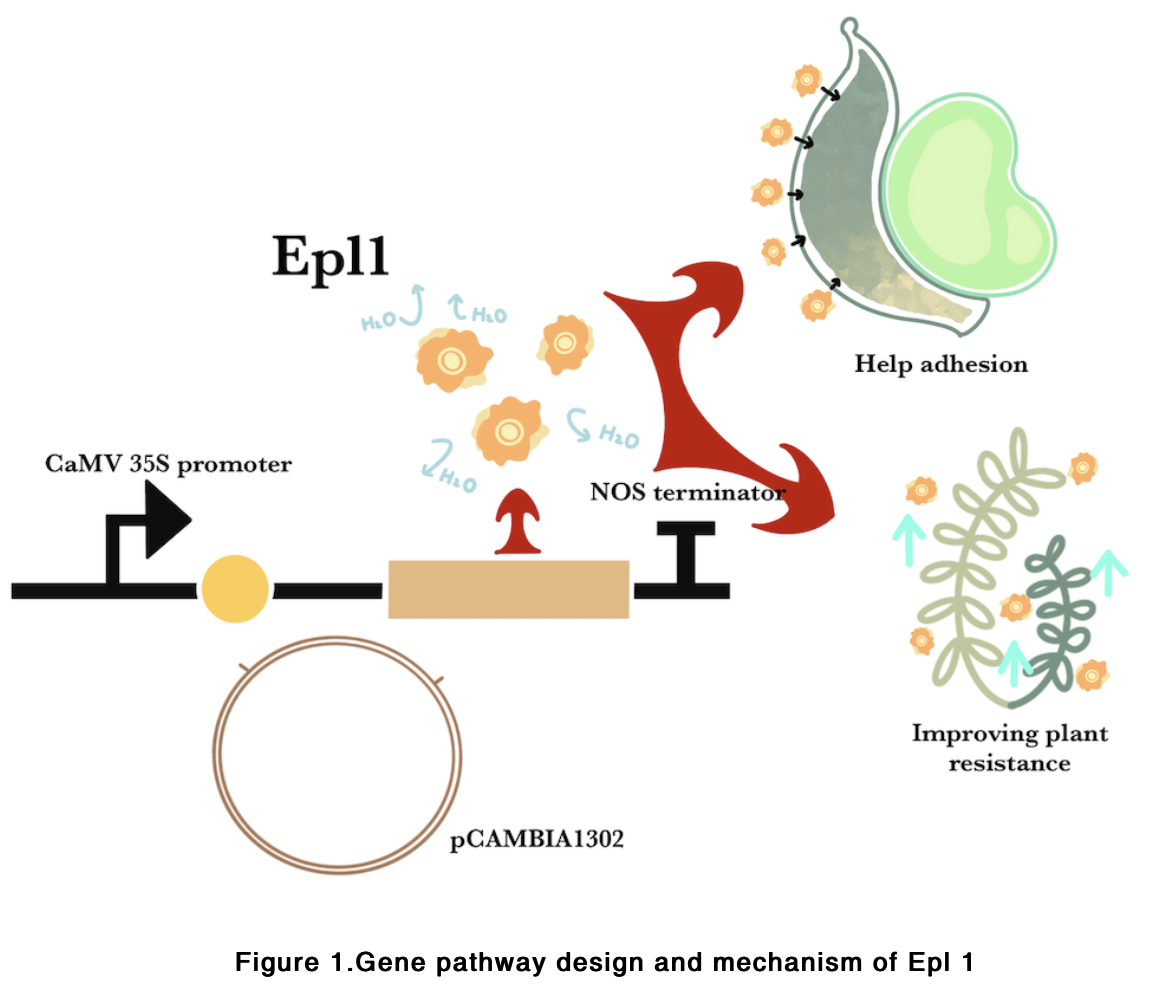 Help adhesion
Epl1
H₂O
H₂O
H₂O
H₂O
CaMV 35S promoter
NOS terminator
Improving plant
resistance
pCAMBIA1302
Figure 1.Gene pathway design and mechanism of Epl 1